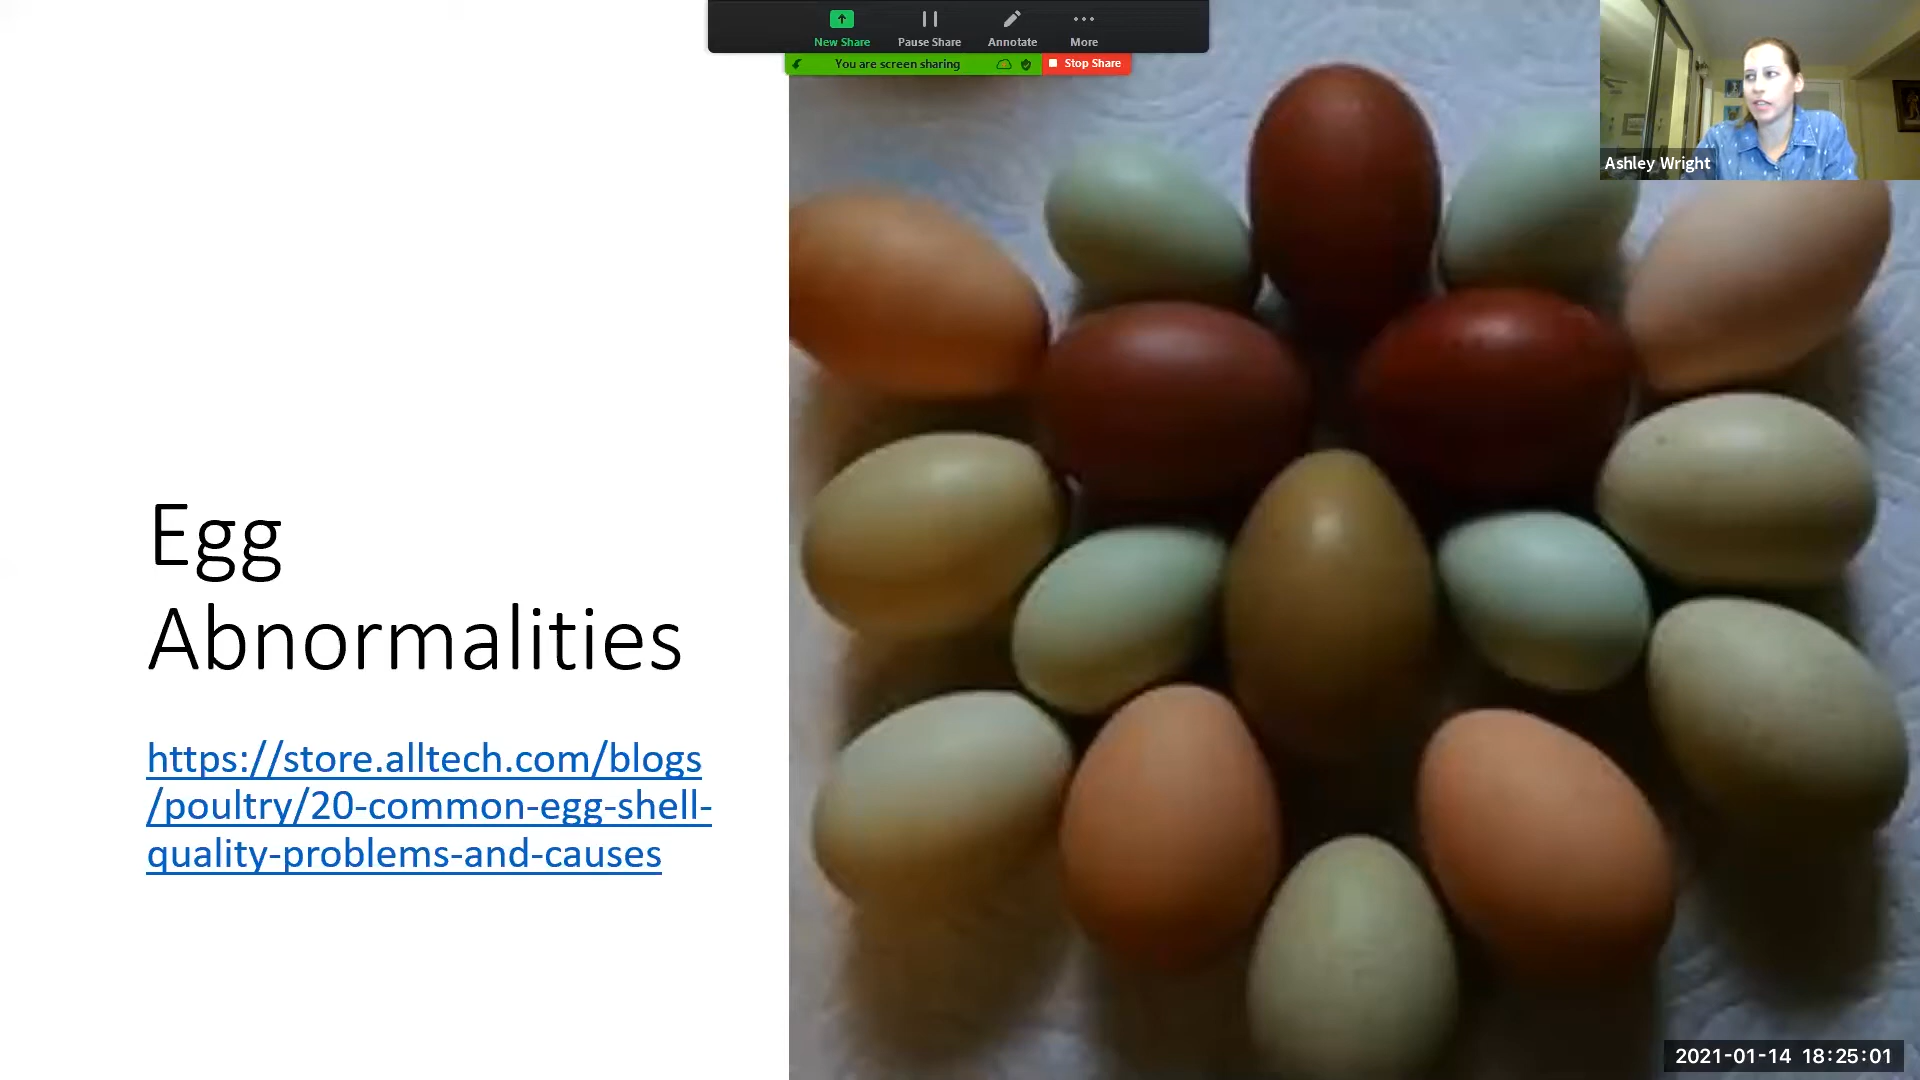 New Share
Pause Share
Annotate
More
You are screen sharing
Stop Share
Ashley Wright
Egg
Abnormalities
https://store.alltech.com/blogs
/poultry/20-common-egg-shell-
quality-problems-and-causes
2021-01-14 18:25:01